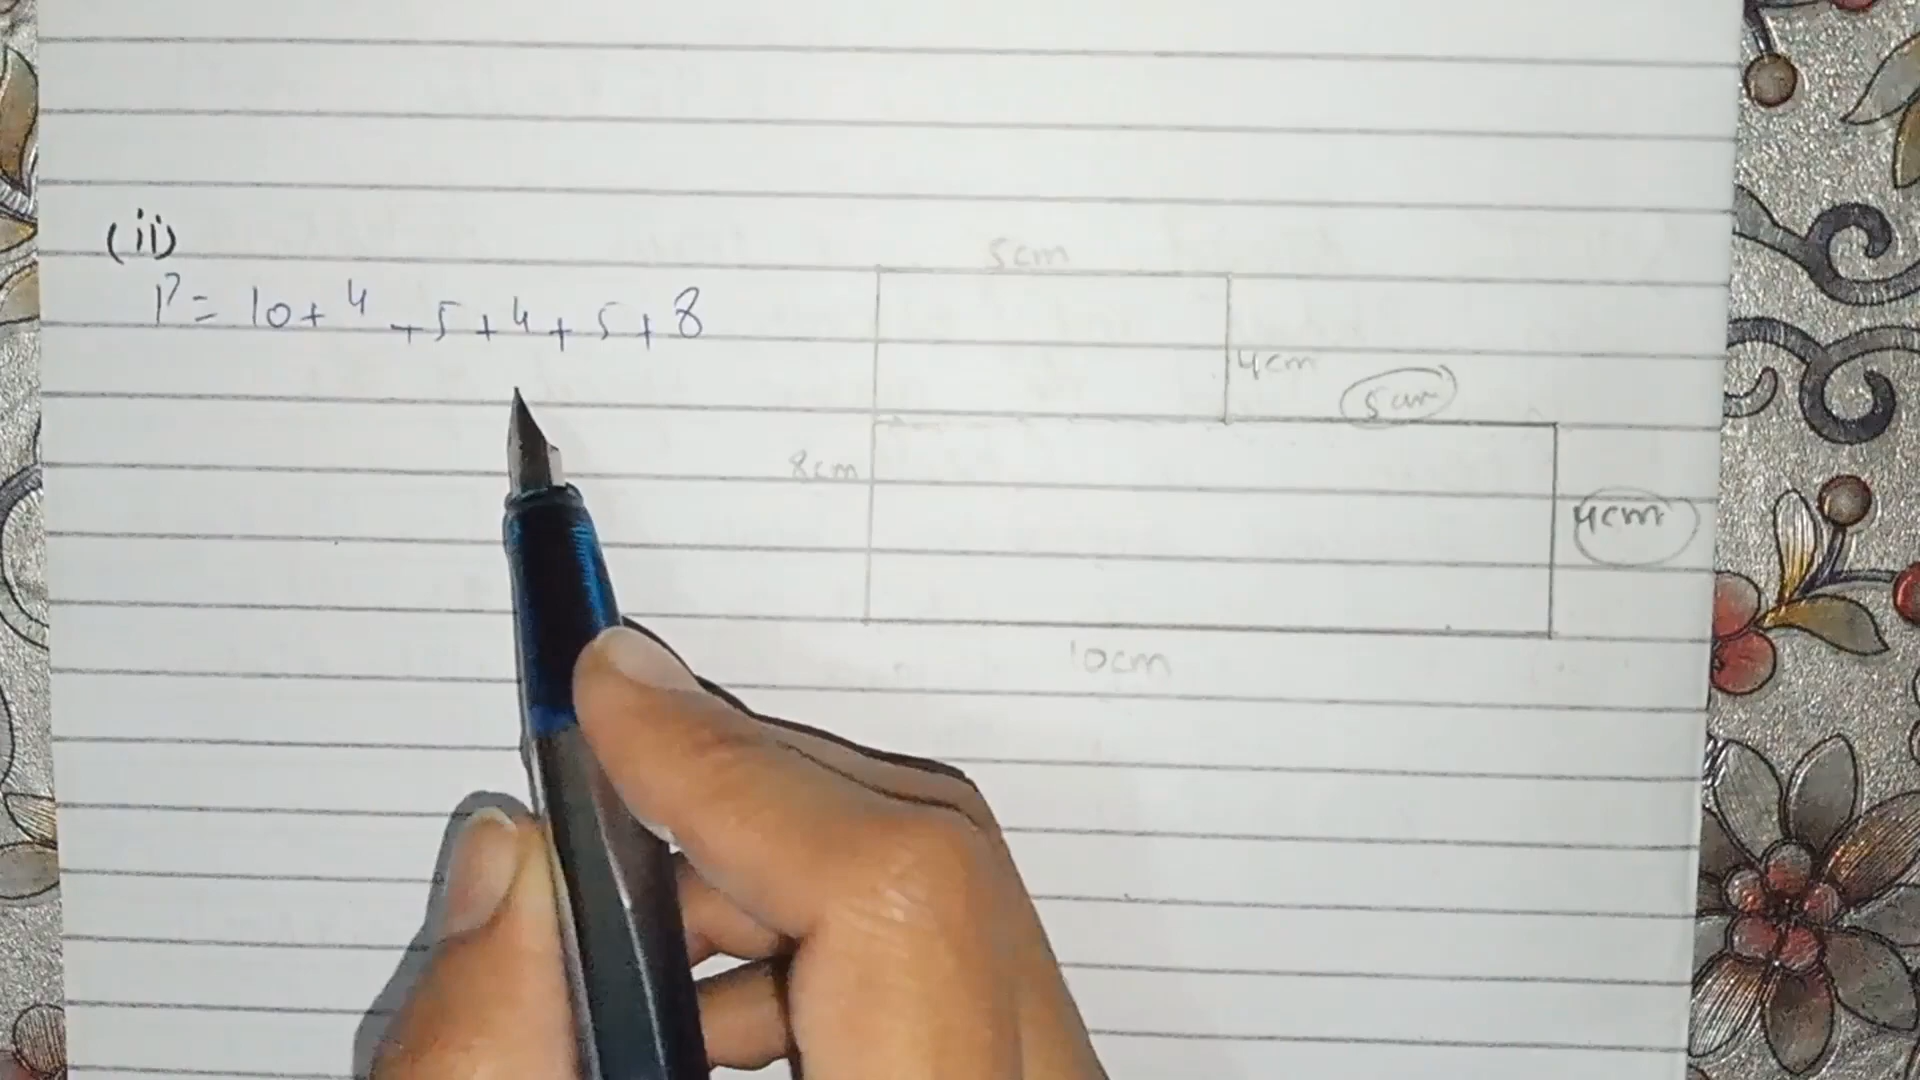 (ii)
P = 10 + 4 + 5 + 4 + 5 + 8
5cm
4cm
5cm
8cm
4cm
10cm